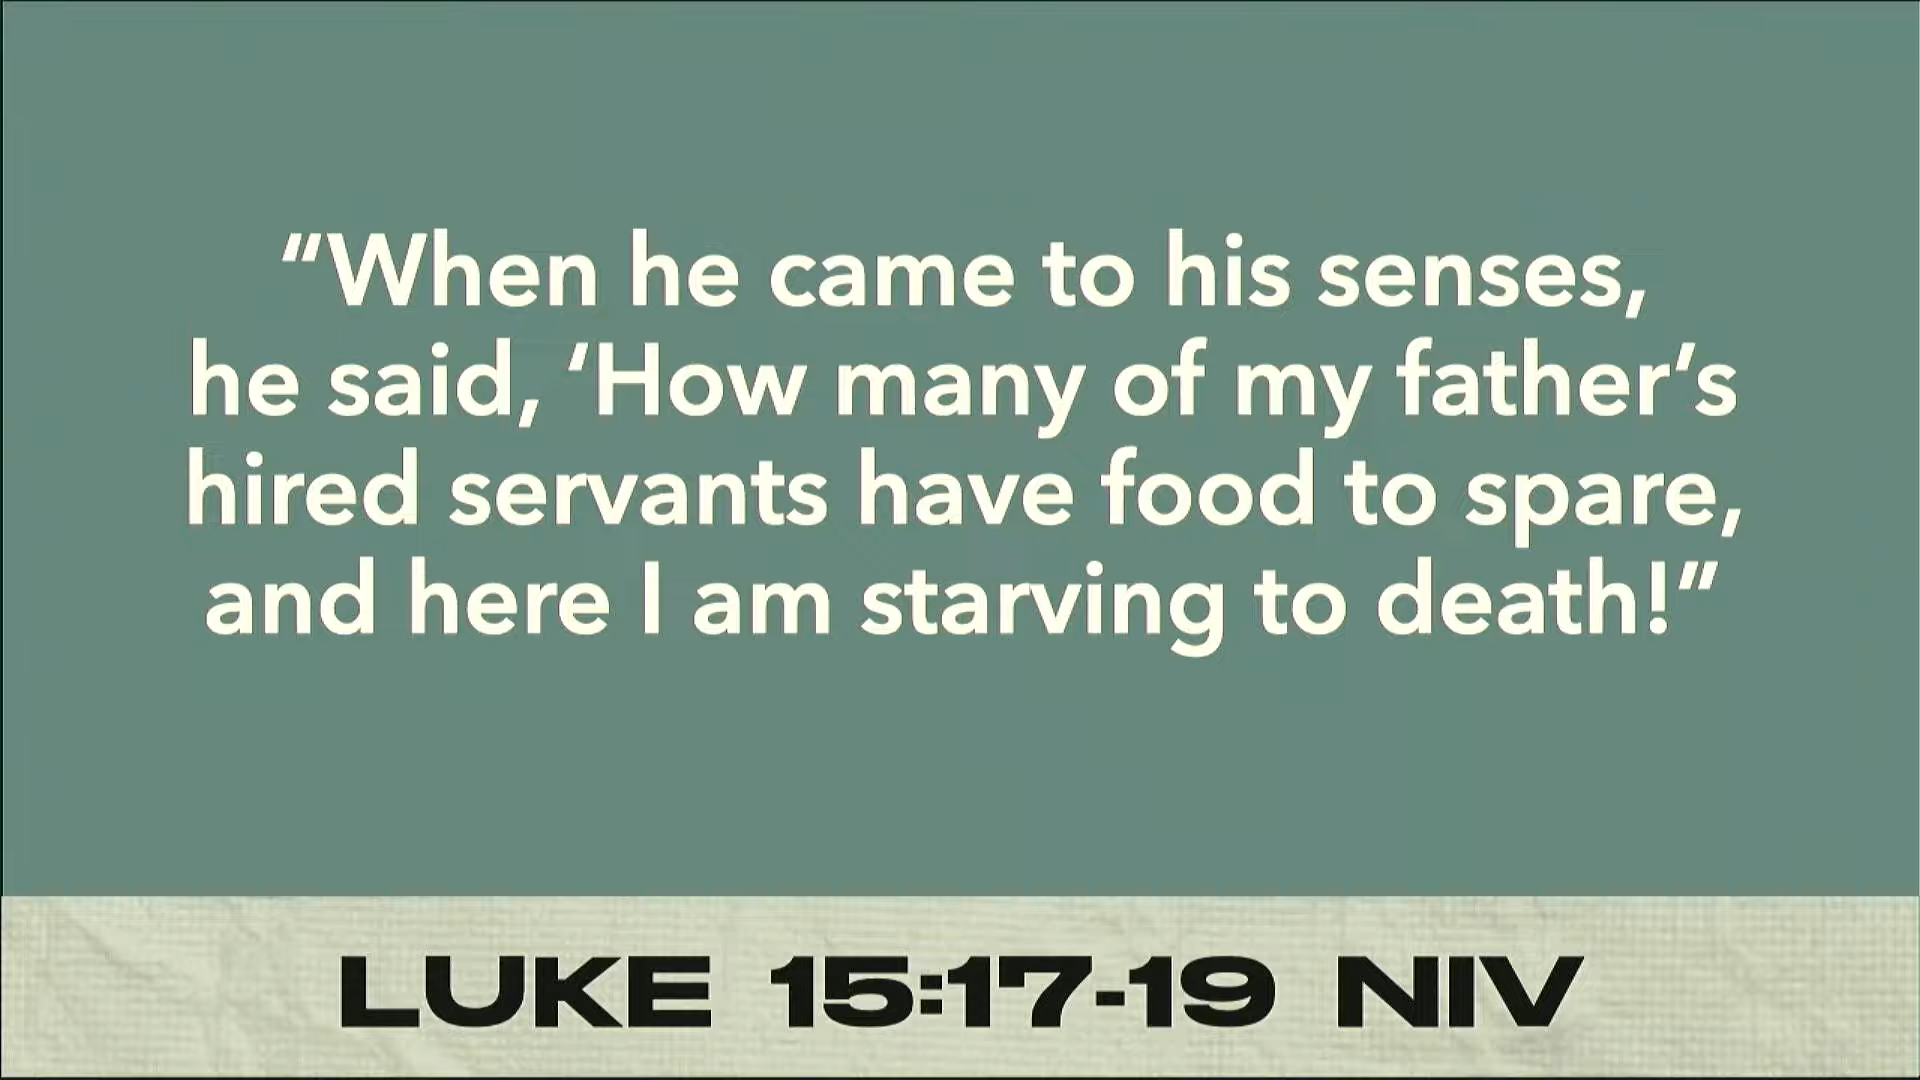 “When he came to his senses,
he said, ‘How many of my father’s
hired servants have food to spare,
and here I am starving to death!”
LUKE 15:17-19 NIV